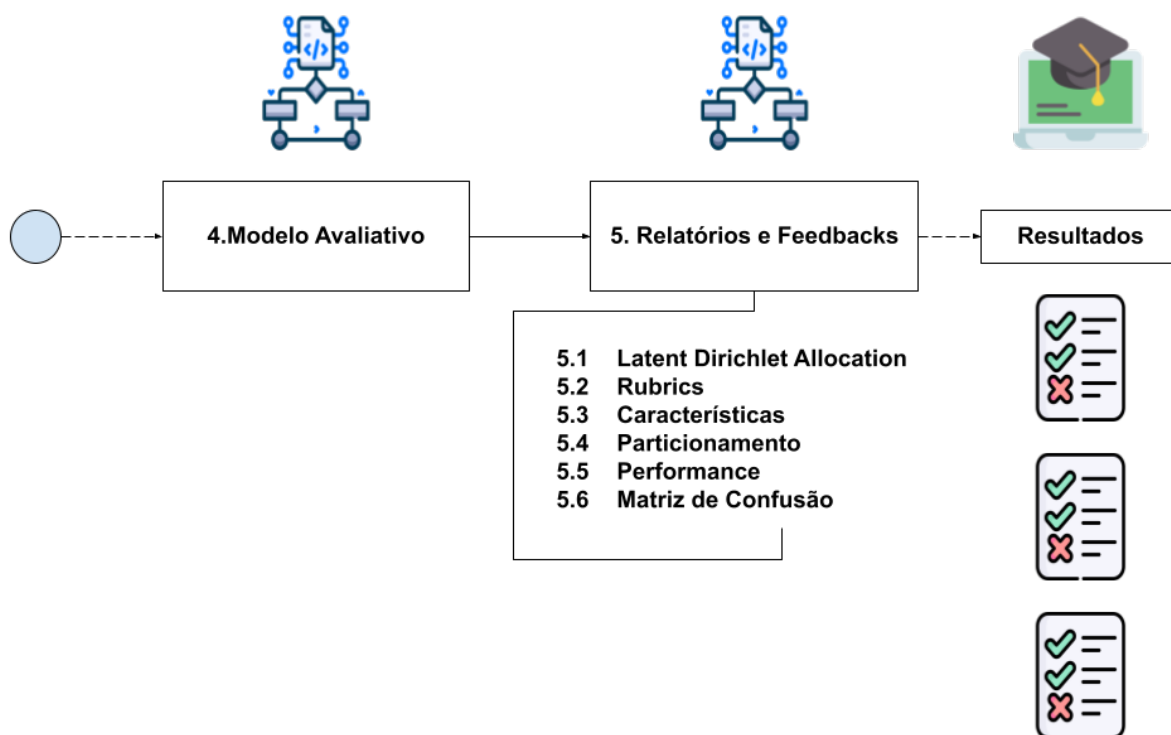 4.Modelo Avaliativo
5. Relatórios e Feedbacks
Resultados
5.1 Latent Dirichlet Allocation
5.2 Rubrics
5.3 Características
5.4 Particionamento
5.5 Performance
5.6 Matriz de Confusão